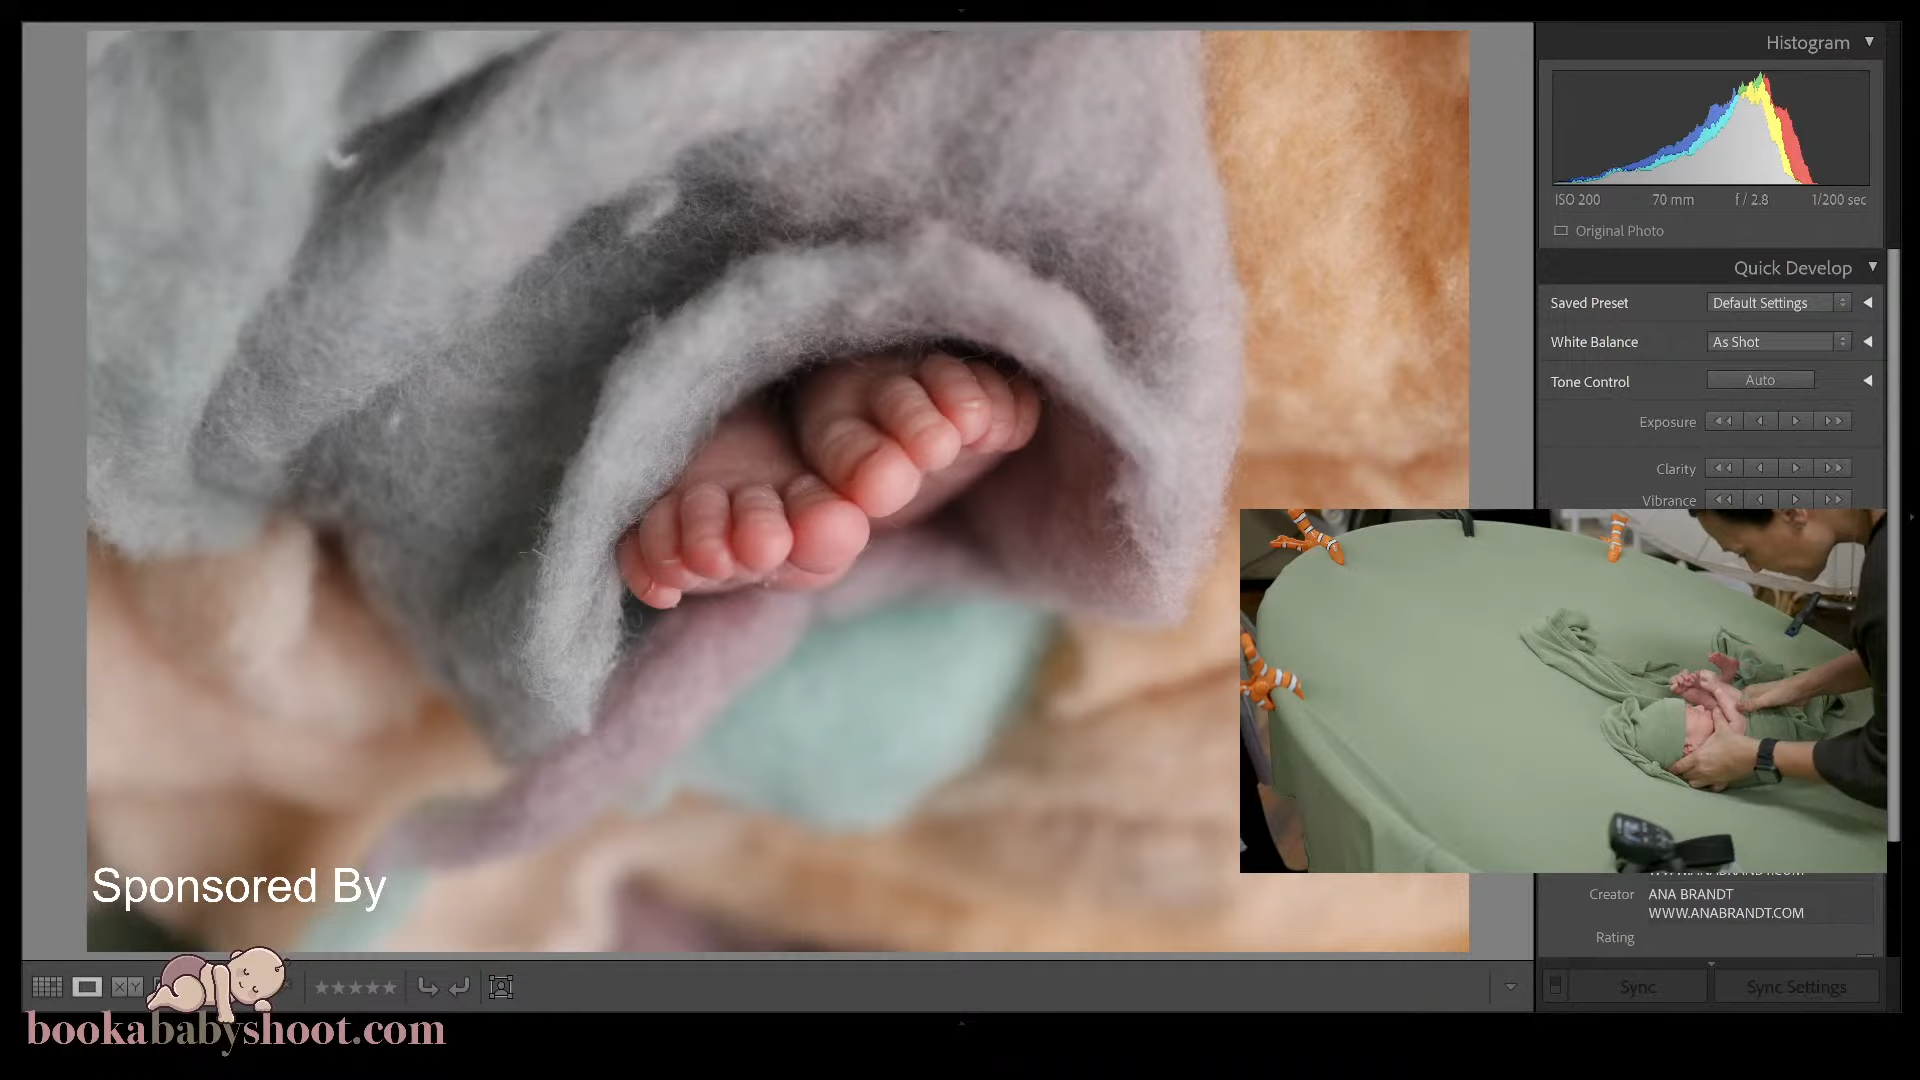 Histogram
ISO 200 70 mm f / 2.8 1/200 sec
Original Photo
Quick Develop
Saved Preset Default Settings
White Balance As Shot
Tone Control Auto
Exposure
Clarity
Vibrance
Creator ANA BRANDT
WWW.ANABRANDT.COM
Rating
Sync Sync Settings
Sponsored By
XY
bookababyshoot.com